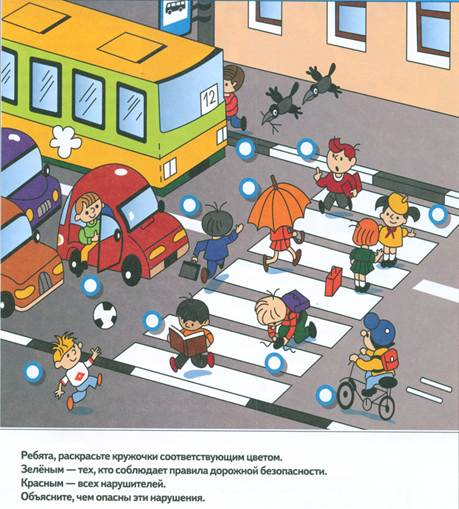 12
Ребята, раскрасьте кружочки соответствующим цветом.
Зелёным — тех, кто соблюдает правила дорожной безопасности.
Красным — всех нарушителей.
Объясните, чем опасны эти нарушения.